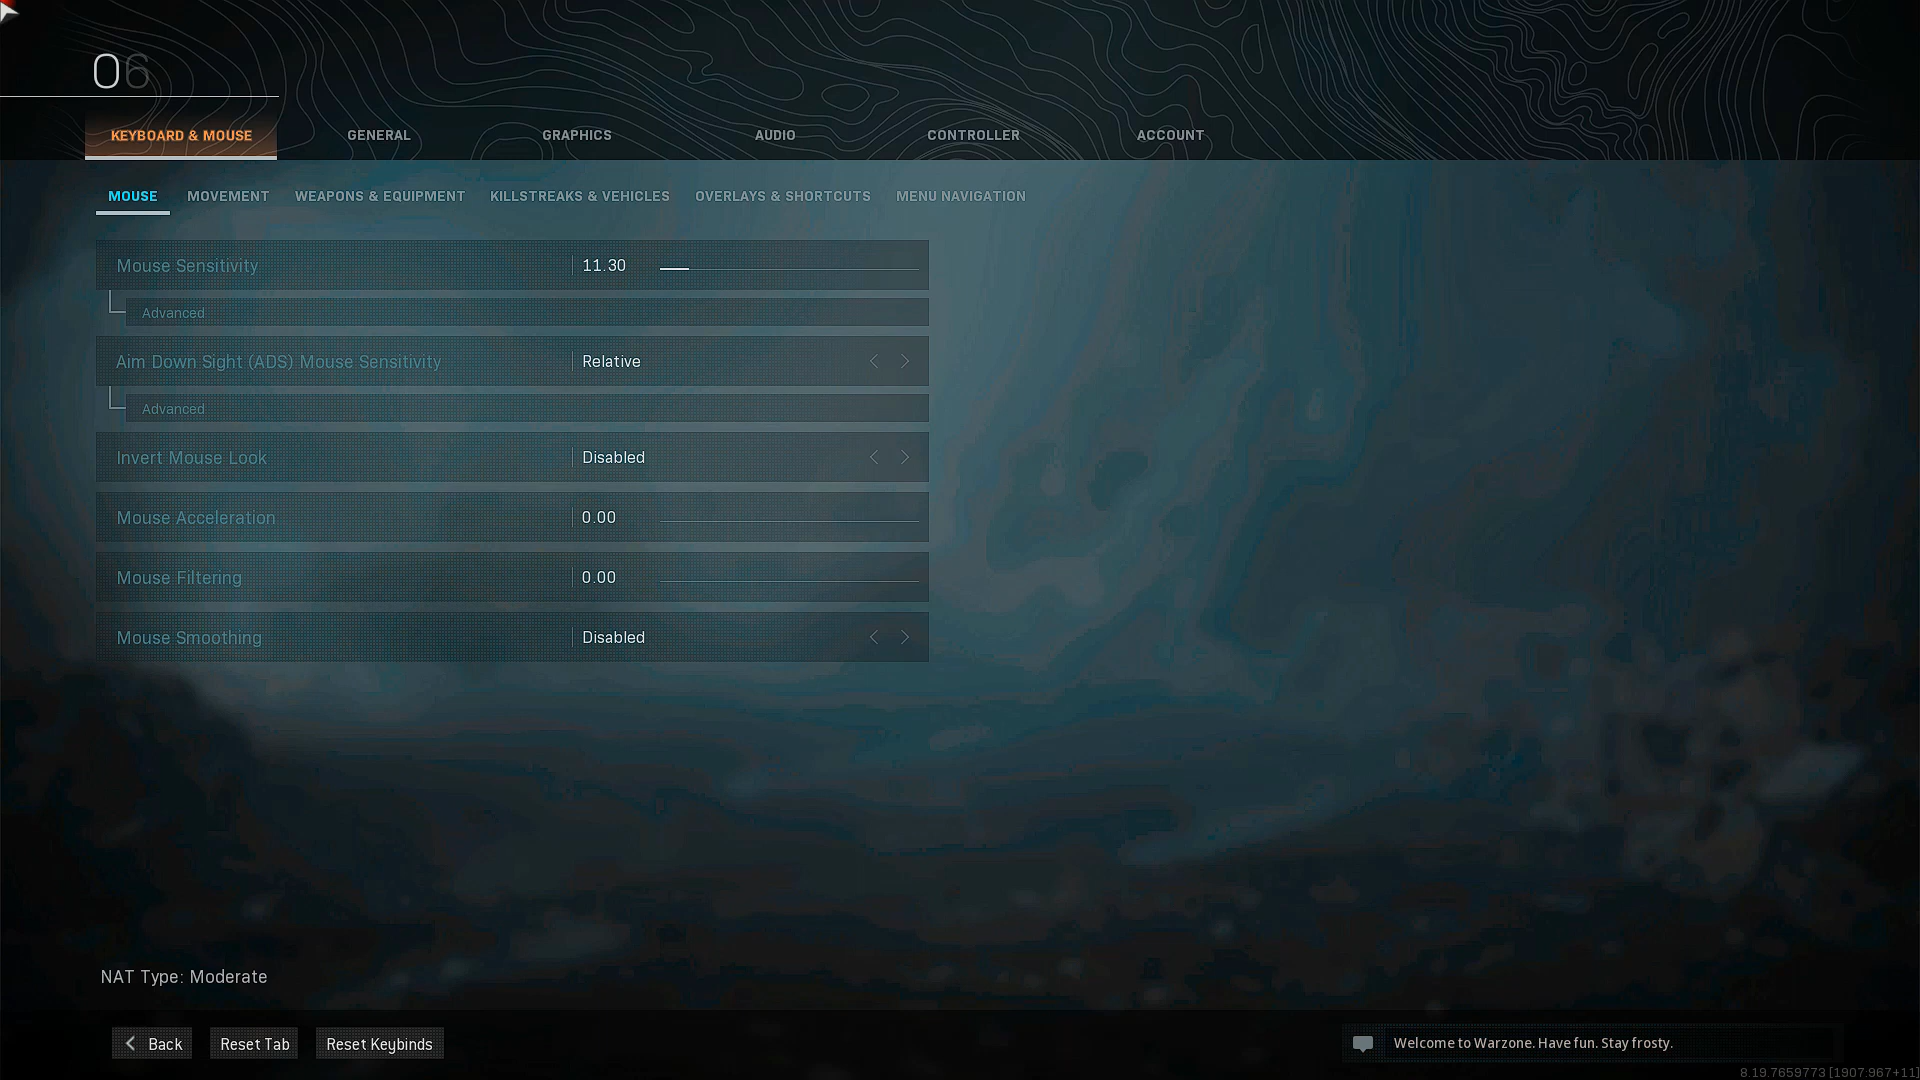 06
KEYBOARD & MOUSE GENERAL GRAPHICS AUDIO CONTROLLER ACCOUNT
MOUSE MOVEMENT WEAPONS & EQUIPMENT KILLSTREAKS & VEHICLES OVERLAYS & SHORTCUTS MENU NAVIGATION
Mouse Sensitivity 11.30
Advanced
Aim Down Sight (ADS) Mouse Sensitivity Relative
Advanced
Invert Mouse Look Disabled
Mouse Acceleration 0.00
Mouse Filtering 0.00
Mouse Smoothing Disabled
NAT Type: Moderate
Back Reset Tab Reset Keybinds Welcome to Warzone. Have fun. Stay frosty.
8.19.7659773 [1907:967+11]